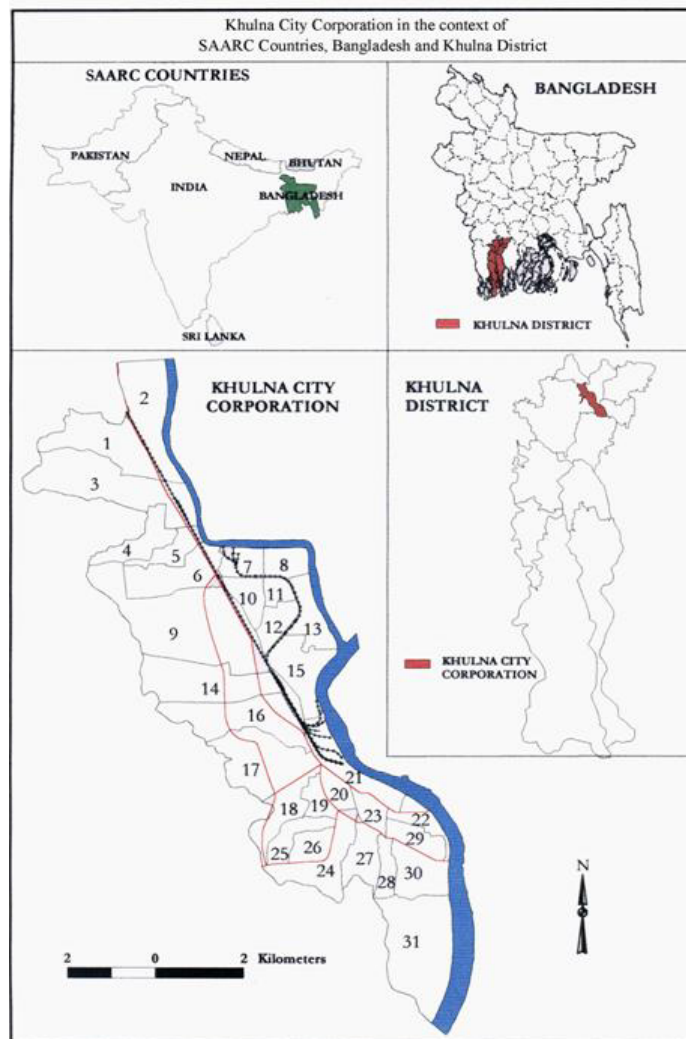 Khulna City Corporation in the context of
SAARC Countries, Bangladesh and Khulna District
SAARC COUNTRIES
PAKISTAN
NEPAL
BHUTAN
INDIA
BANGLADESH
SRI LANKA
BANGLADESH
KHULNA DISTRICT
KHULNA CITY
CORPORATION
2
1
3
4
5
6
7
8
10
11
12
13
9
15
14
16
17
21
20
18
19
23
22
29
26
25
24
27
28
30
31
2 0 2 Kilometers
KHULNA
DISTRICT
KHULNA CITY
CORPORATION
N